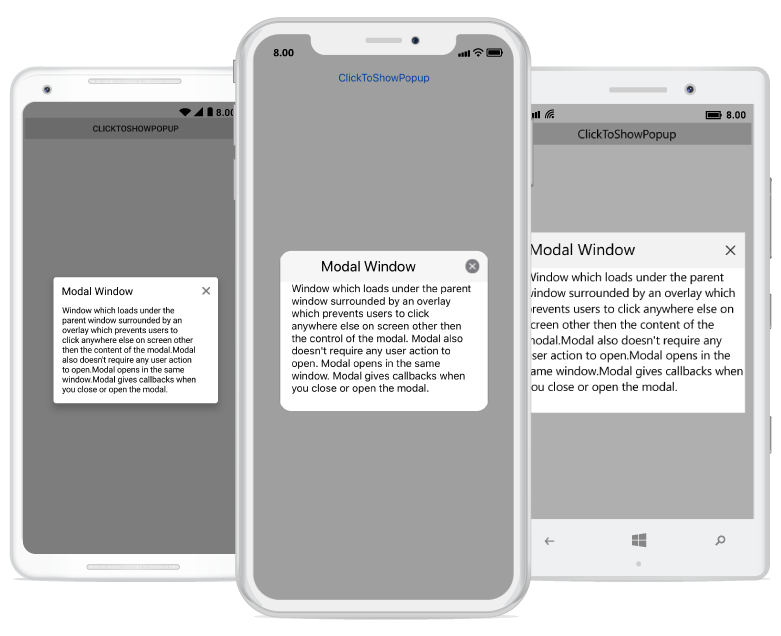 8.00
CLICKTOSHOWPOPUP
Modal Window
Window which loads under the
parent window surrounded by an
overlay which prevents users to
click anywhere else on screen other
then the content of the modal.Modal
also doesn't require any user action
to open.Modal opens in the same
window.Modal gives callbacks when
you close or open the modal.
8.00
ClickToShowPopup
Modal Window
Window which loads under the parent
window surrounded by an overlay
which prevents users to click
anywhere else on screen other then
the control of the modal. Modal also
doesn't require any user action to
open. Modal opens in the same
window. Modal gives callbacks when
you close or open the modal.
8.00
ClickToShowPopup
Modal Window
Window which loads under the parent
indow surrounded by an overlay which
revents users to click anywhere else on
creen other then the content of the
modal.Modal also doesn't require any
ser action to open.Modal opens in the
ame window.Modal gives callbacks when
ou close or open the modal.